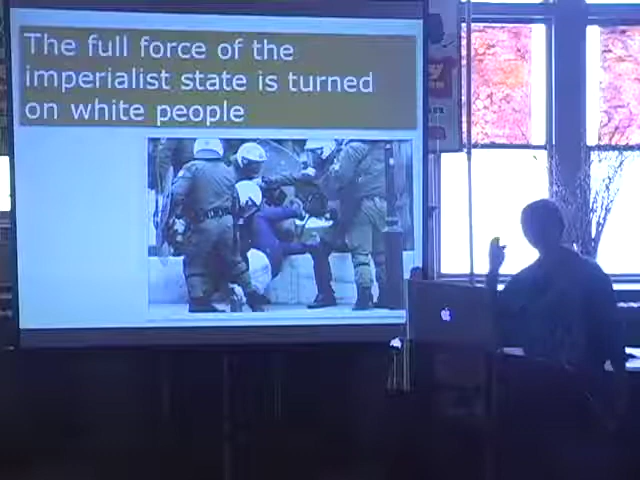 The full force of the
imperialist state is turned
on white people